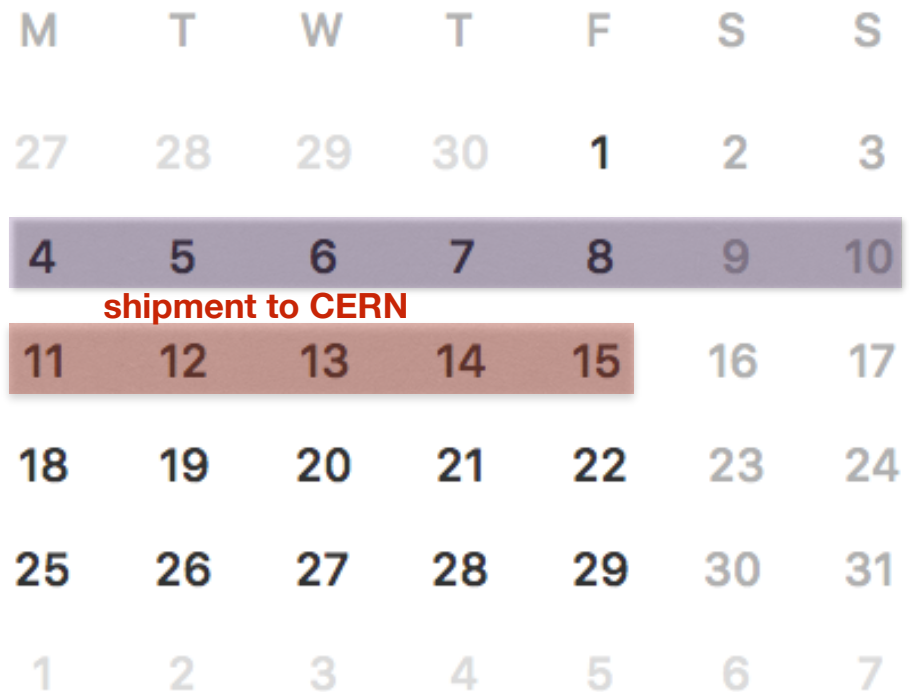 M T W T F S S
27 28 29 30 1 2 3
4 5 6 7 8 9 10
shipment to CERN
11 12 13 14 15 16 17
18 19 20 21 22 23 24
25 26 27 28 29 30 31
1 2 3 4 5 6 7